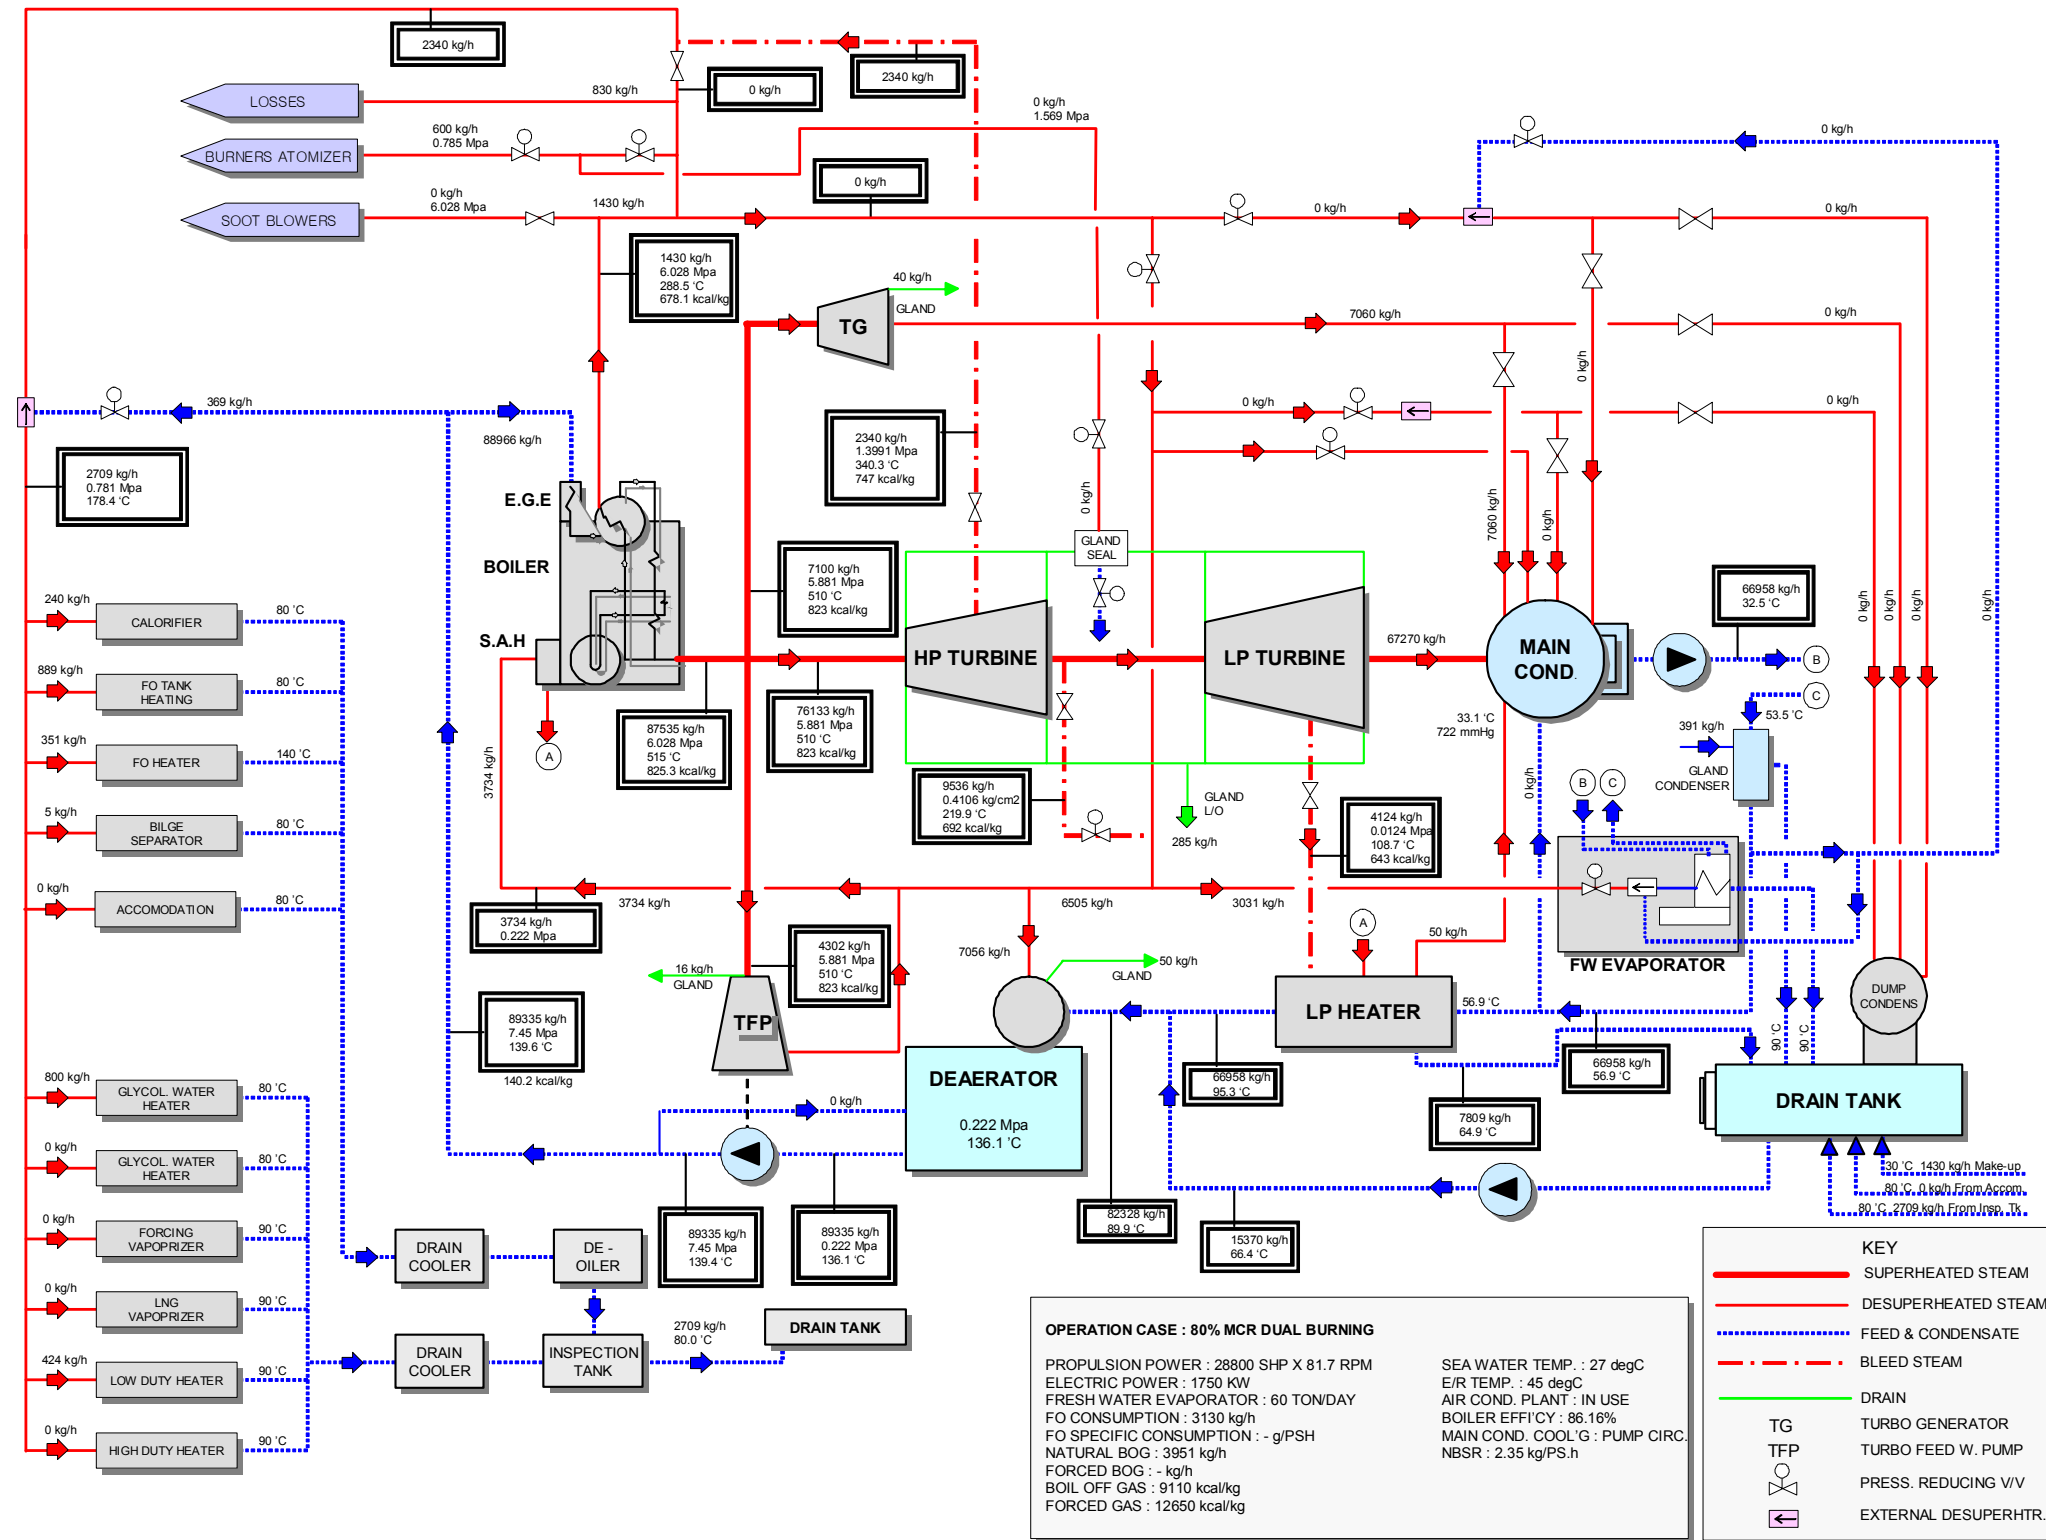 2340 kg/h
2340 kg/h
0 kg/h
LOSSES
830 kg/h
0 kg/h
1.569 Mpa
BURNERS ATOMIZER
600 kg/h
0.785 Mpa
0 kg/h
0 kg/h
SOOT BLOWERS
0 kg/h
6.028 Mpa
1430 kg/h
0 kg/h
0 kg/h
1430 kg/h
6.028 Mpa
288.5 °C
678.1 kcal/kg
40 kg/h
GLAND
TG
7060 kg/h
0 kg/h
0 kg/h
369 kg/h
88966 kg/h
2709 kg/h
0.781 Mpa
178.4 °C
2340 kg/h
1.3991 Mpa
340.3 °C
747 kcal/kg
0 kg/h
0 kg/h
0 kg/h
7060 kg/h
0 kg/h
GLAND
SEAL
E.G.E
BOILER
S.A.H
7100 kg/h
5.881 Mpa
510 °C
823 kcal/kg
HP TURBINE
LP TURBINE
67270 kg/h
MAIN
COND.
66958 kg/h
32.5 °C
B
C
53.5 °C
0 kg/h
0 kg/h
0 kg/h
0 kg/h
240 kg/h
CALORIFIER
80 °C
889 kg/h
FO TANK
HEATING
80 °C
351 kg/h
FO HEATER
140 °C
5 kg/h
BILGE
SEPARATOR
80 °C
0 kg/h
ACCOMODATION
80 °C
A
3734 kg/h
87535 kg/h
6.028 Mpa
515 °C
825.3 kcal/kg
76133 kg/h
5.881 Mpa
510 °C
823 kcal/kg
33.1 °C
722 mmHg
0 kg/h
391 kg/h
GLAND
CONDENSER
B
C
9536 kg/h
0.4106 kg/cm2
219.9 °C
692 kcal/kg
GLAND
L/O
285 kg/h
4124 kg/h
0.0124 Mpa
108.7 °C
643 kcal/kg
3734 kg/h
0.222 Mpa
3734 kg/h
6505 kg/h
3031 kg/h
FW EVAPORATOR
4302 kg/h
5.881 Mpa
510 °C
823 kcal/kg
16 kg/h
GLAND
TFP
7056 kg/h
50 kg/h
GLAND
A
50 kg/h
LP HEATER
56.9 °C
66958 kg/h
56.9 °C
90 °C
90 °C
DUMP
CONDENS
89335 kg/h
7.45 Mpa
139.6 °C
140.2 kcal/kg
DEAERATOR
0.222 Mpa
136.1 °C
0 kg/h
66958 kg/h
95.3 °C
7809 kg/h
64.9 °C
DRAIN TANK
30 °C 1430 kg/h Make-up
80 °C 0 kg/h From Accom.
80 °C 2709 kg/h From Insp. Tk
800 kg/h
GLYCOL. WATER
HEATER
80 °C
0 kg/h
GLYCOL. WATER
HEATER
80 °C
0 kg/h
FORCING
VAPOPRIZER
90 °C
0 kg/h
LNG
VAPOPRIZER
90 °C
424 kg/h
LOW DUTY HEATER
90 °C
0 kg/h
HIGH DUTY HEATER
90 °C
DRAIN
COOLER
DE -
OILER
DRAIN
COOLER
INSPECTION
TANK
2709 kg/h
80.0 °C
DRAIN TANK
89335 kg/h
7.45 Mpa
139.4 °C
89335 kg/h
0.222 Mpa
136.1 °C
82328 kg/h
89.9 °C
15370 kg/h
66.4 °C
OPERATION CASE : 80% MCR DUAL BURNING
PROPULSION POWER : 28800 SHP X 81.7 RPM
ELECTRIC POWER : 1750 KW
FRESH WATER EVAPORATOR : 60 TON/DAY
FO CONSUMPTION : 3130 kg/h
FO SPECIFIC CONSUMPTION : - g/PSH
NATURAL BOG : 3951 kg/h
FORCED BOG : - kg/h
BOIL OFF GAS : 9110 kcal/kg
FORCED GAS : 12650 kcal/kg
SEA WATER TEMP. : 27 degC
E/R TEMP. : 45 degC
AIR COND. PLANT : IN USE
BOILER EFFI'CY : 86.16%
MAIN COND. COOL'G : PUMP CIRC.
NBSR : 2.35 kg/PS.h
KEY
SUPERHEATED STEAM
DESUPERHEATED STEAM
FEED & CONDENSATE
BLEED STEAM
DRAIN
TG TURBO GENERATOR
TFP TURBO FEED W. PUMP
PRESS. REDUCING V/V
EXTERNAL DESUPERHTR.